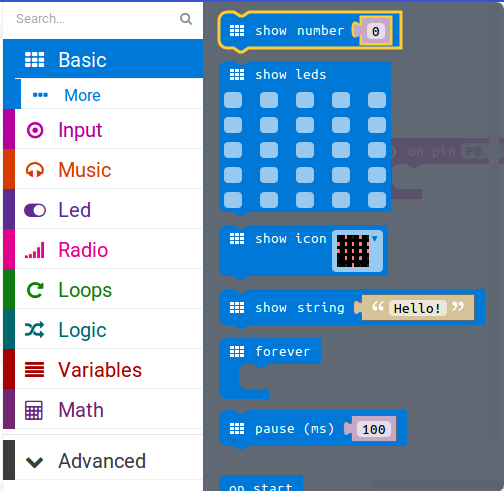 Search...
Basic
More
Input
Music
Led
Radio
Loops
Logic
Variables
Math
Advanced
show number 0
show leds
on pin P0
show icon
show string “ Hello! ”
forever
pause (ms) 100
on start